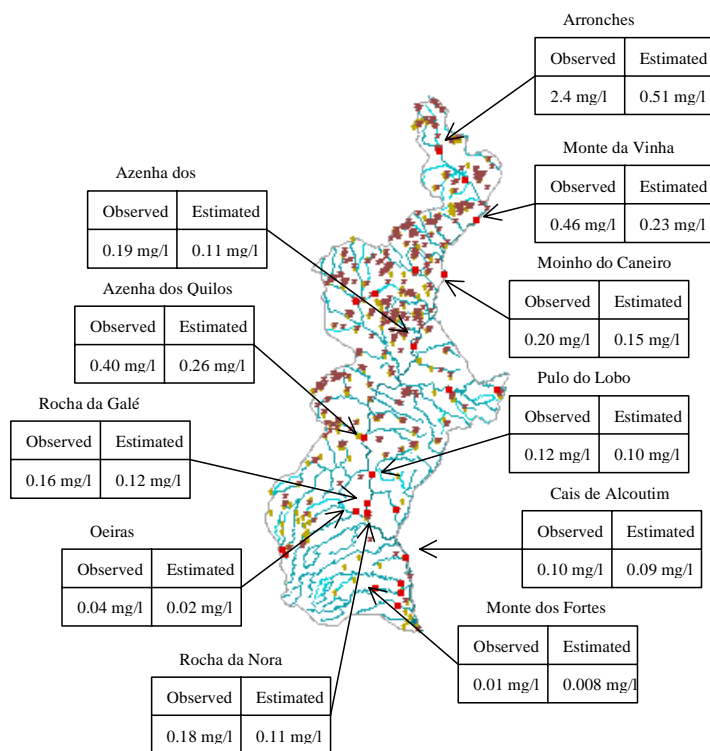 Arronches
Observed Estimated
2.4 mg/l 0.51 mg/l
Monte da Vinha
Observed Estimated
0.46 mg/l 0.23 mg/l
Azenha dos
Observed Estimated
0.19 mg/l 0.11 mg/l
Moinho do Caneiro
Observed Estimated
0.20 mg/l 0.15 mg/l
Azenha dos Quilos
Observed Estimated
0.40 mg/l 0.26 mg/l
Pulo do Lobo
Observed Estimated
0.12 mg/l 0.10 mg/l
Rocha da Galé
Observed Estimated
0.16 mg/l 0.12 mg/l
Cais de Alcoutim
Observed Estimated
0.10 mg/l 0.09 mg/l
Oeiras
Observed Estimated
0.04 mg/l 0.02 mg/l
Monte dos Fortes
Observed Estimated
0.01 mg/l 0.008 mg/l
Rocha da Nora
Observed Estimated
0.18 mg/l 0.11 mg/l